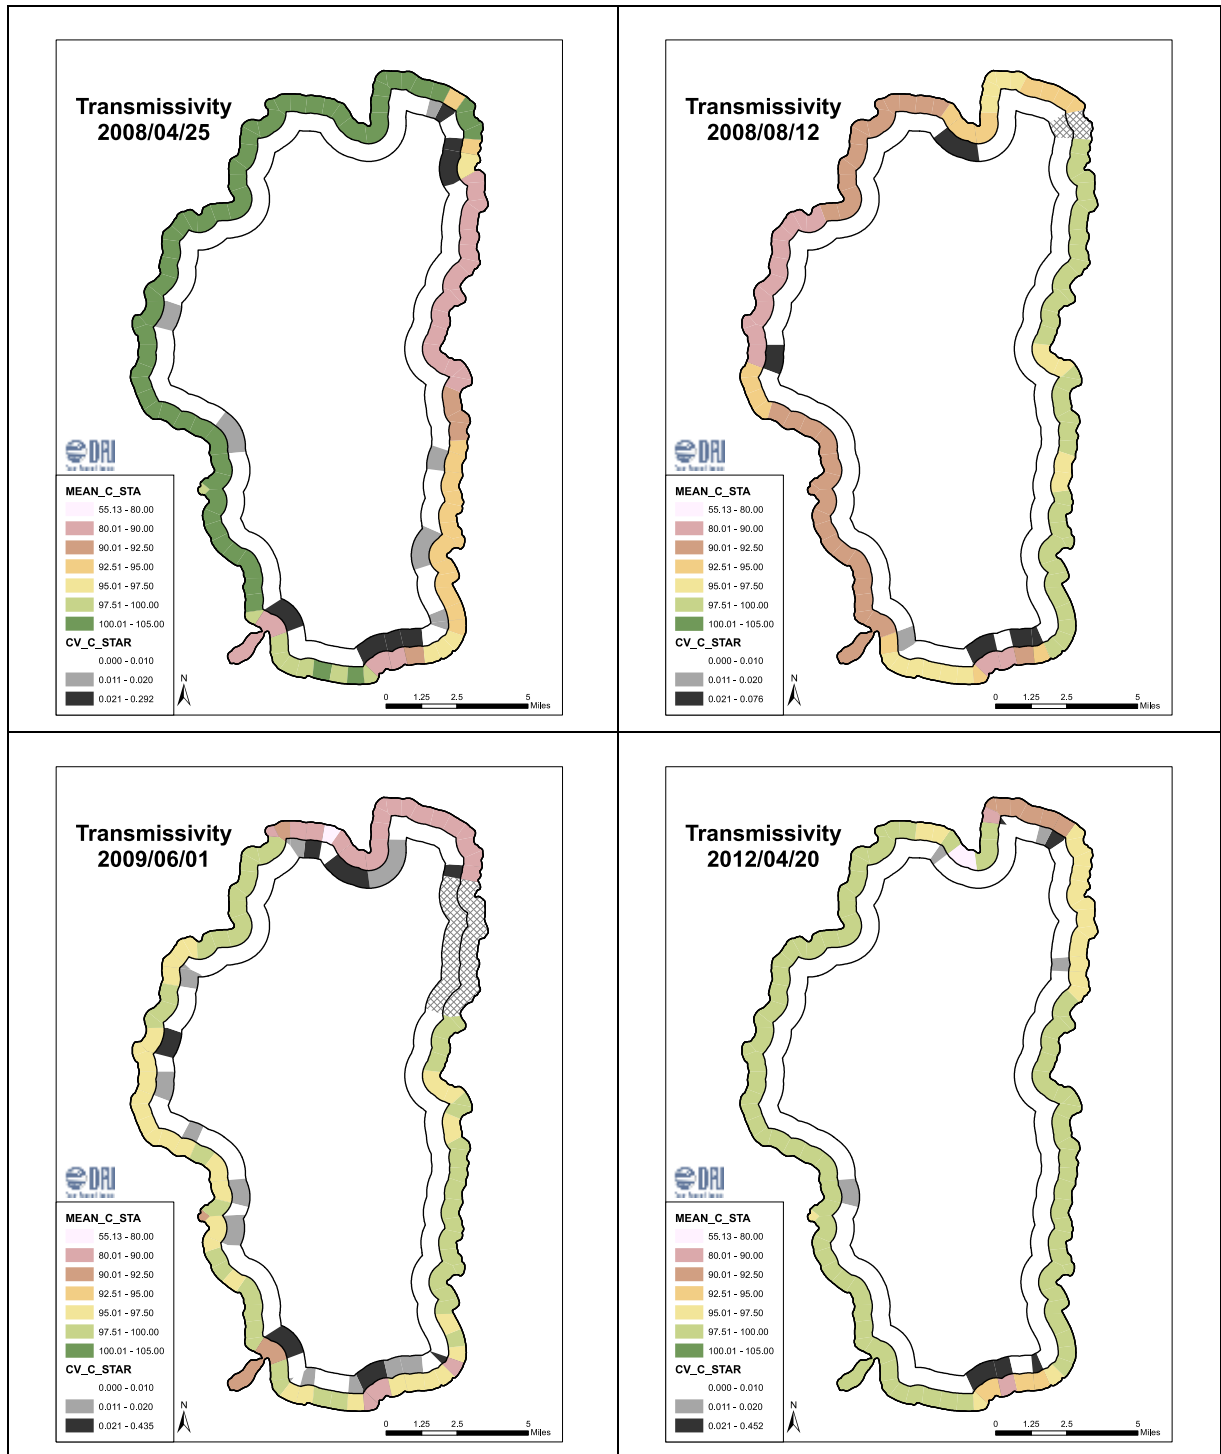 Transmissivity
2008/04/25
DRI
MEAN_C_STA
55.13 - 80.00
80.01 - 90.00
90.01 - 92.50
92.51 - 95.00
95.01 - 97.50
97.51 - 100.00
100.01 - 105.00
CV_C_STAR
0.000 - 0.010
0.011 - 0.020
0.021 - 0.292
N
0 1.25 2.5 5
Miles
Transmissivity
2008/08/12
DRI
MEAN_C_STA
55.13 - 80.00
80.01 - 90.00
90.01 - 92.50
92.51 - 95.00
95.01 - 97.50
97.51 - 100.00
100.01 - 105.00
CV_C_STAR
0.000 - 0.010
0.011 - 0.020
0.021 - 0.076
N
0 1.25 2.5 5
Miles
Transmissivity
2009/06/01
DRI
MEAN_C_STA
55.13 - 80.00
80.01 - 90.00
90.01 - 92.50
92.51 - 95.00
95.01 - 97.50
97.51 - 100.00
100.01 - 105.00
CV_C_STAR
0.000 - 0.010
0.011 - 0.020
0.021 - 0.435
N
0 1.25 2.5 5
Miles
Transmissivity
2012/04/20
DRI
MEAN_C_STA
55.13 - 80.00
80.01 - 90.00
90.01 - 92.50
92.51 - 95.00
95.01 - 97.50
97.51 - 100.00
100.01 - 105.00
CV_C_STAR
0.000 - 0.010
0.011 - 0.020
0.021 - 0.452
N
0 1.25 2.5 5
Miles